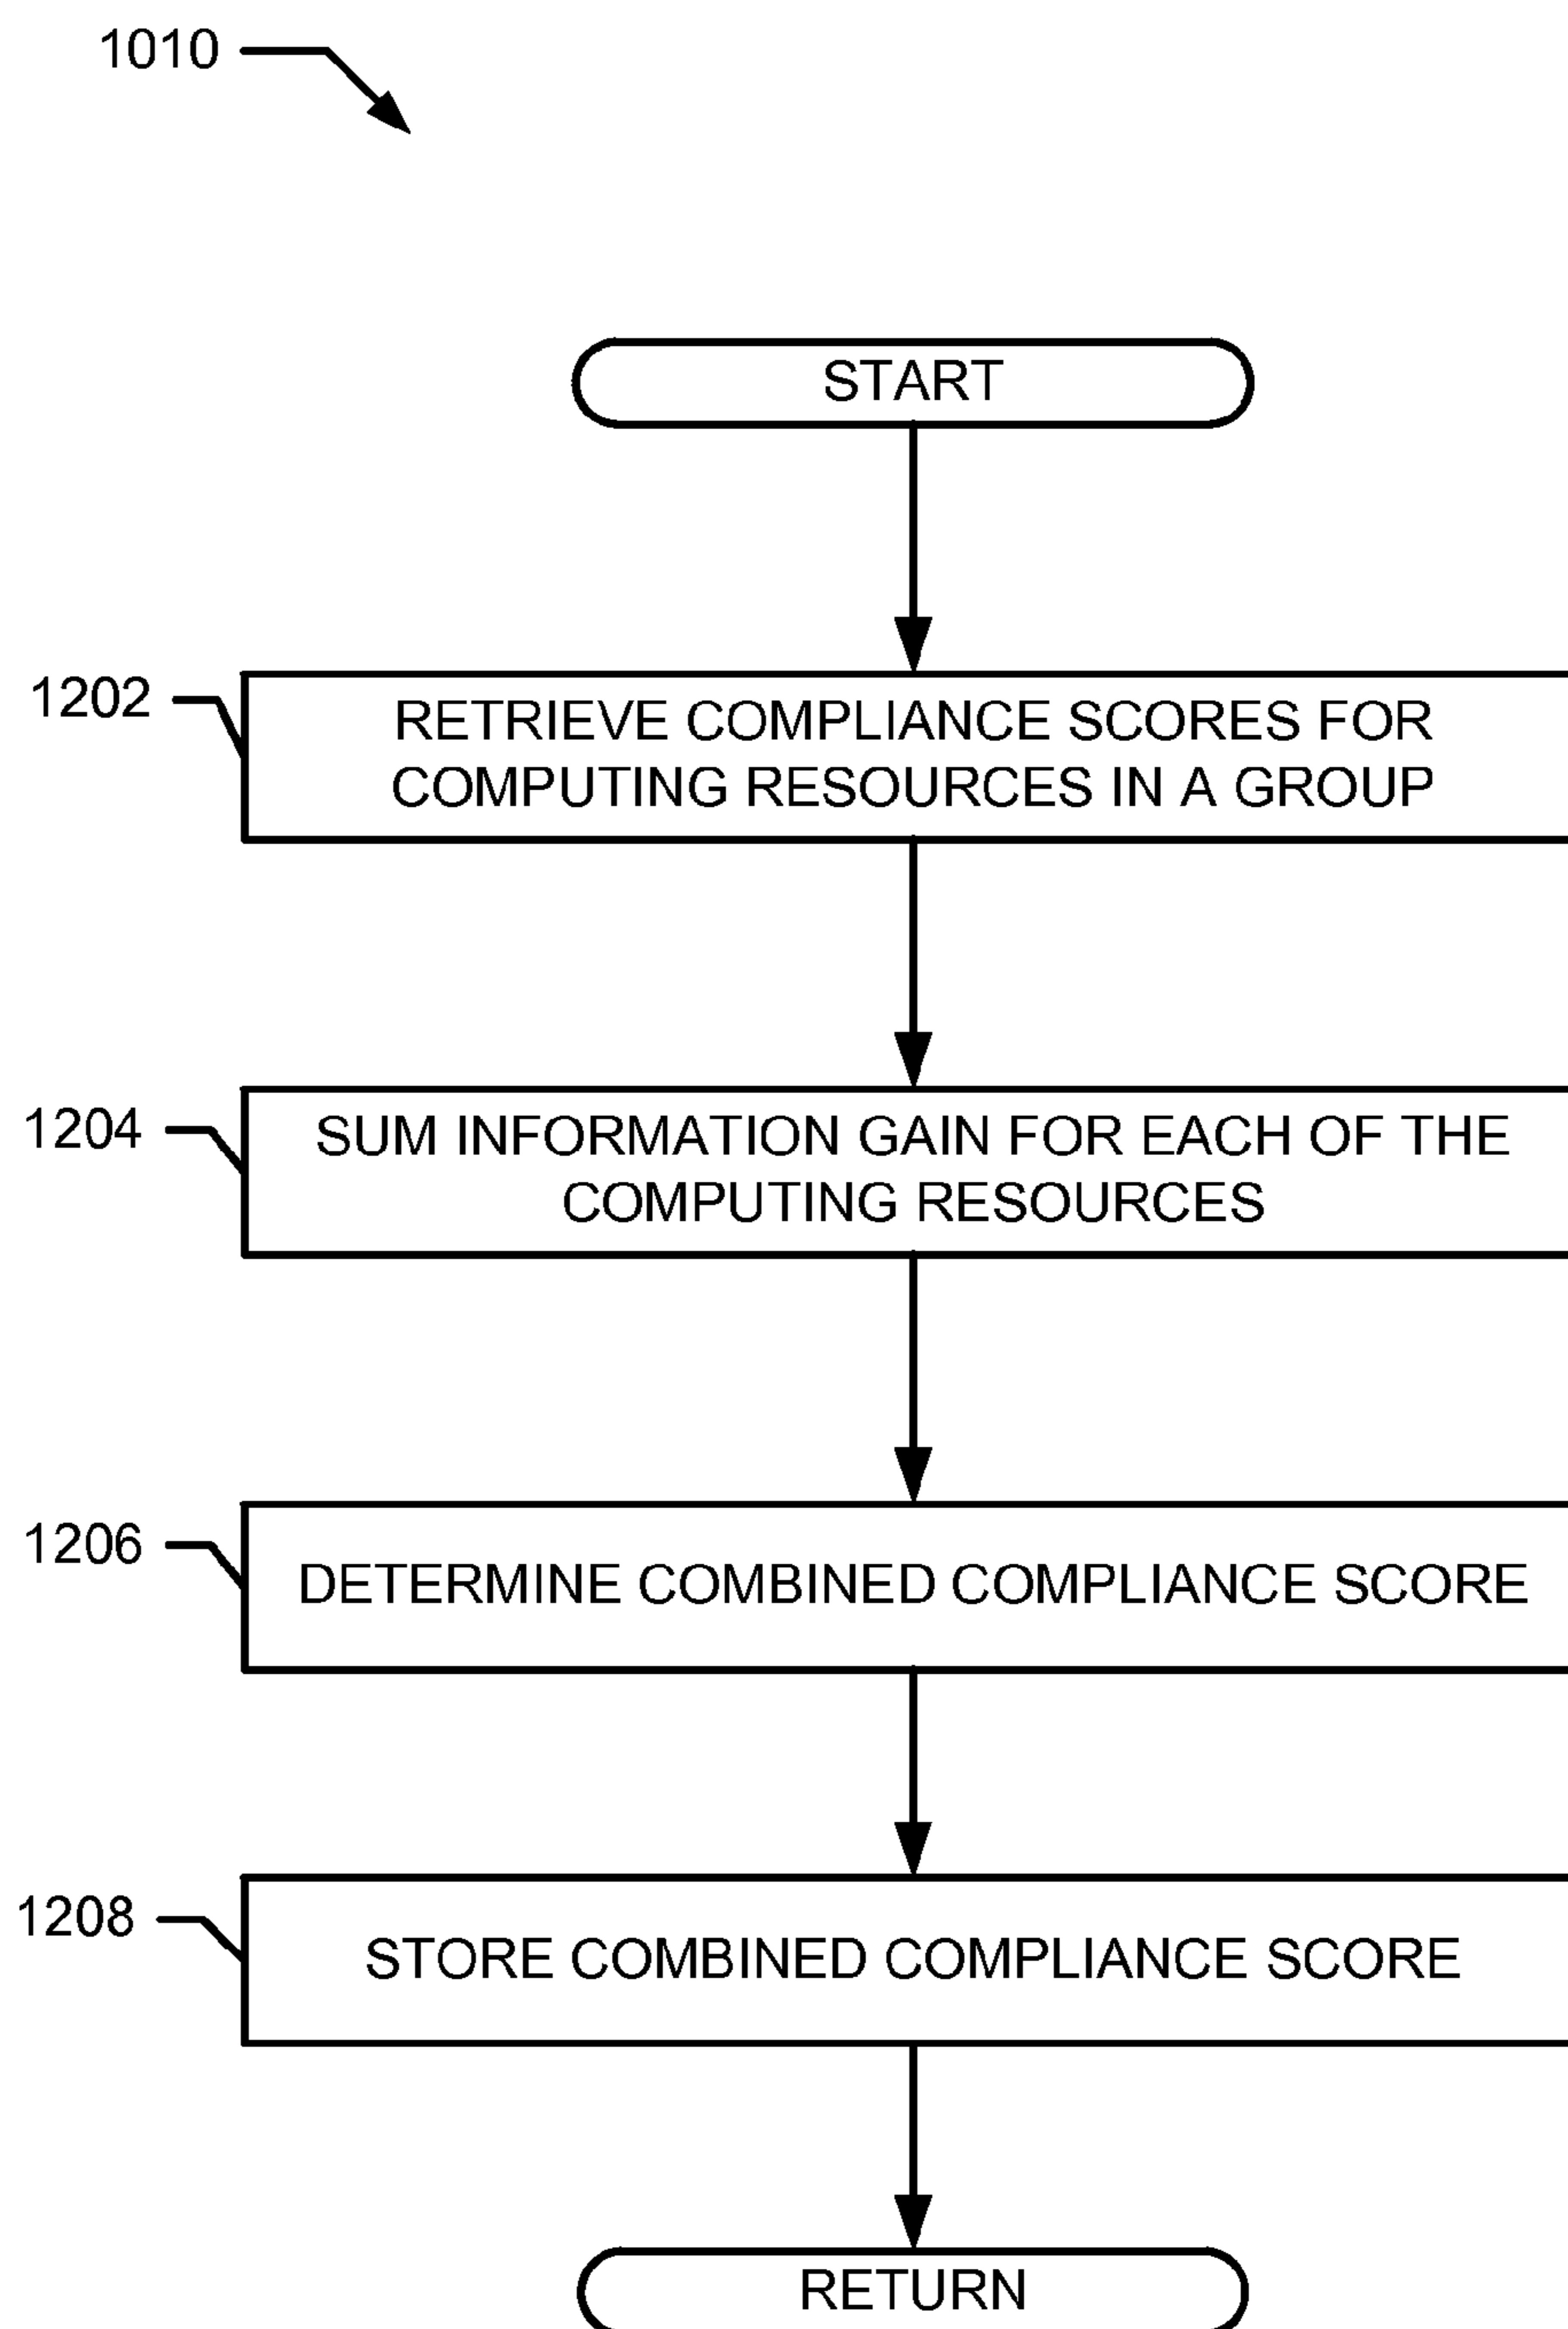 1010
START
1202
RETRIEVE COMPLIANCE SCORES FOR
COMPUTING RESOURCES IN A GROUP
1204
SUM INFORMATION GAIN FOR EACH OF THE
COMPUTING RESOURCES
1206
DETERMINE COMBINED COMPLIANCE SCORE
1208
STORE COMBINED COMPLIANCE SCORE
RETURN